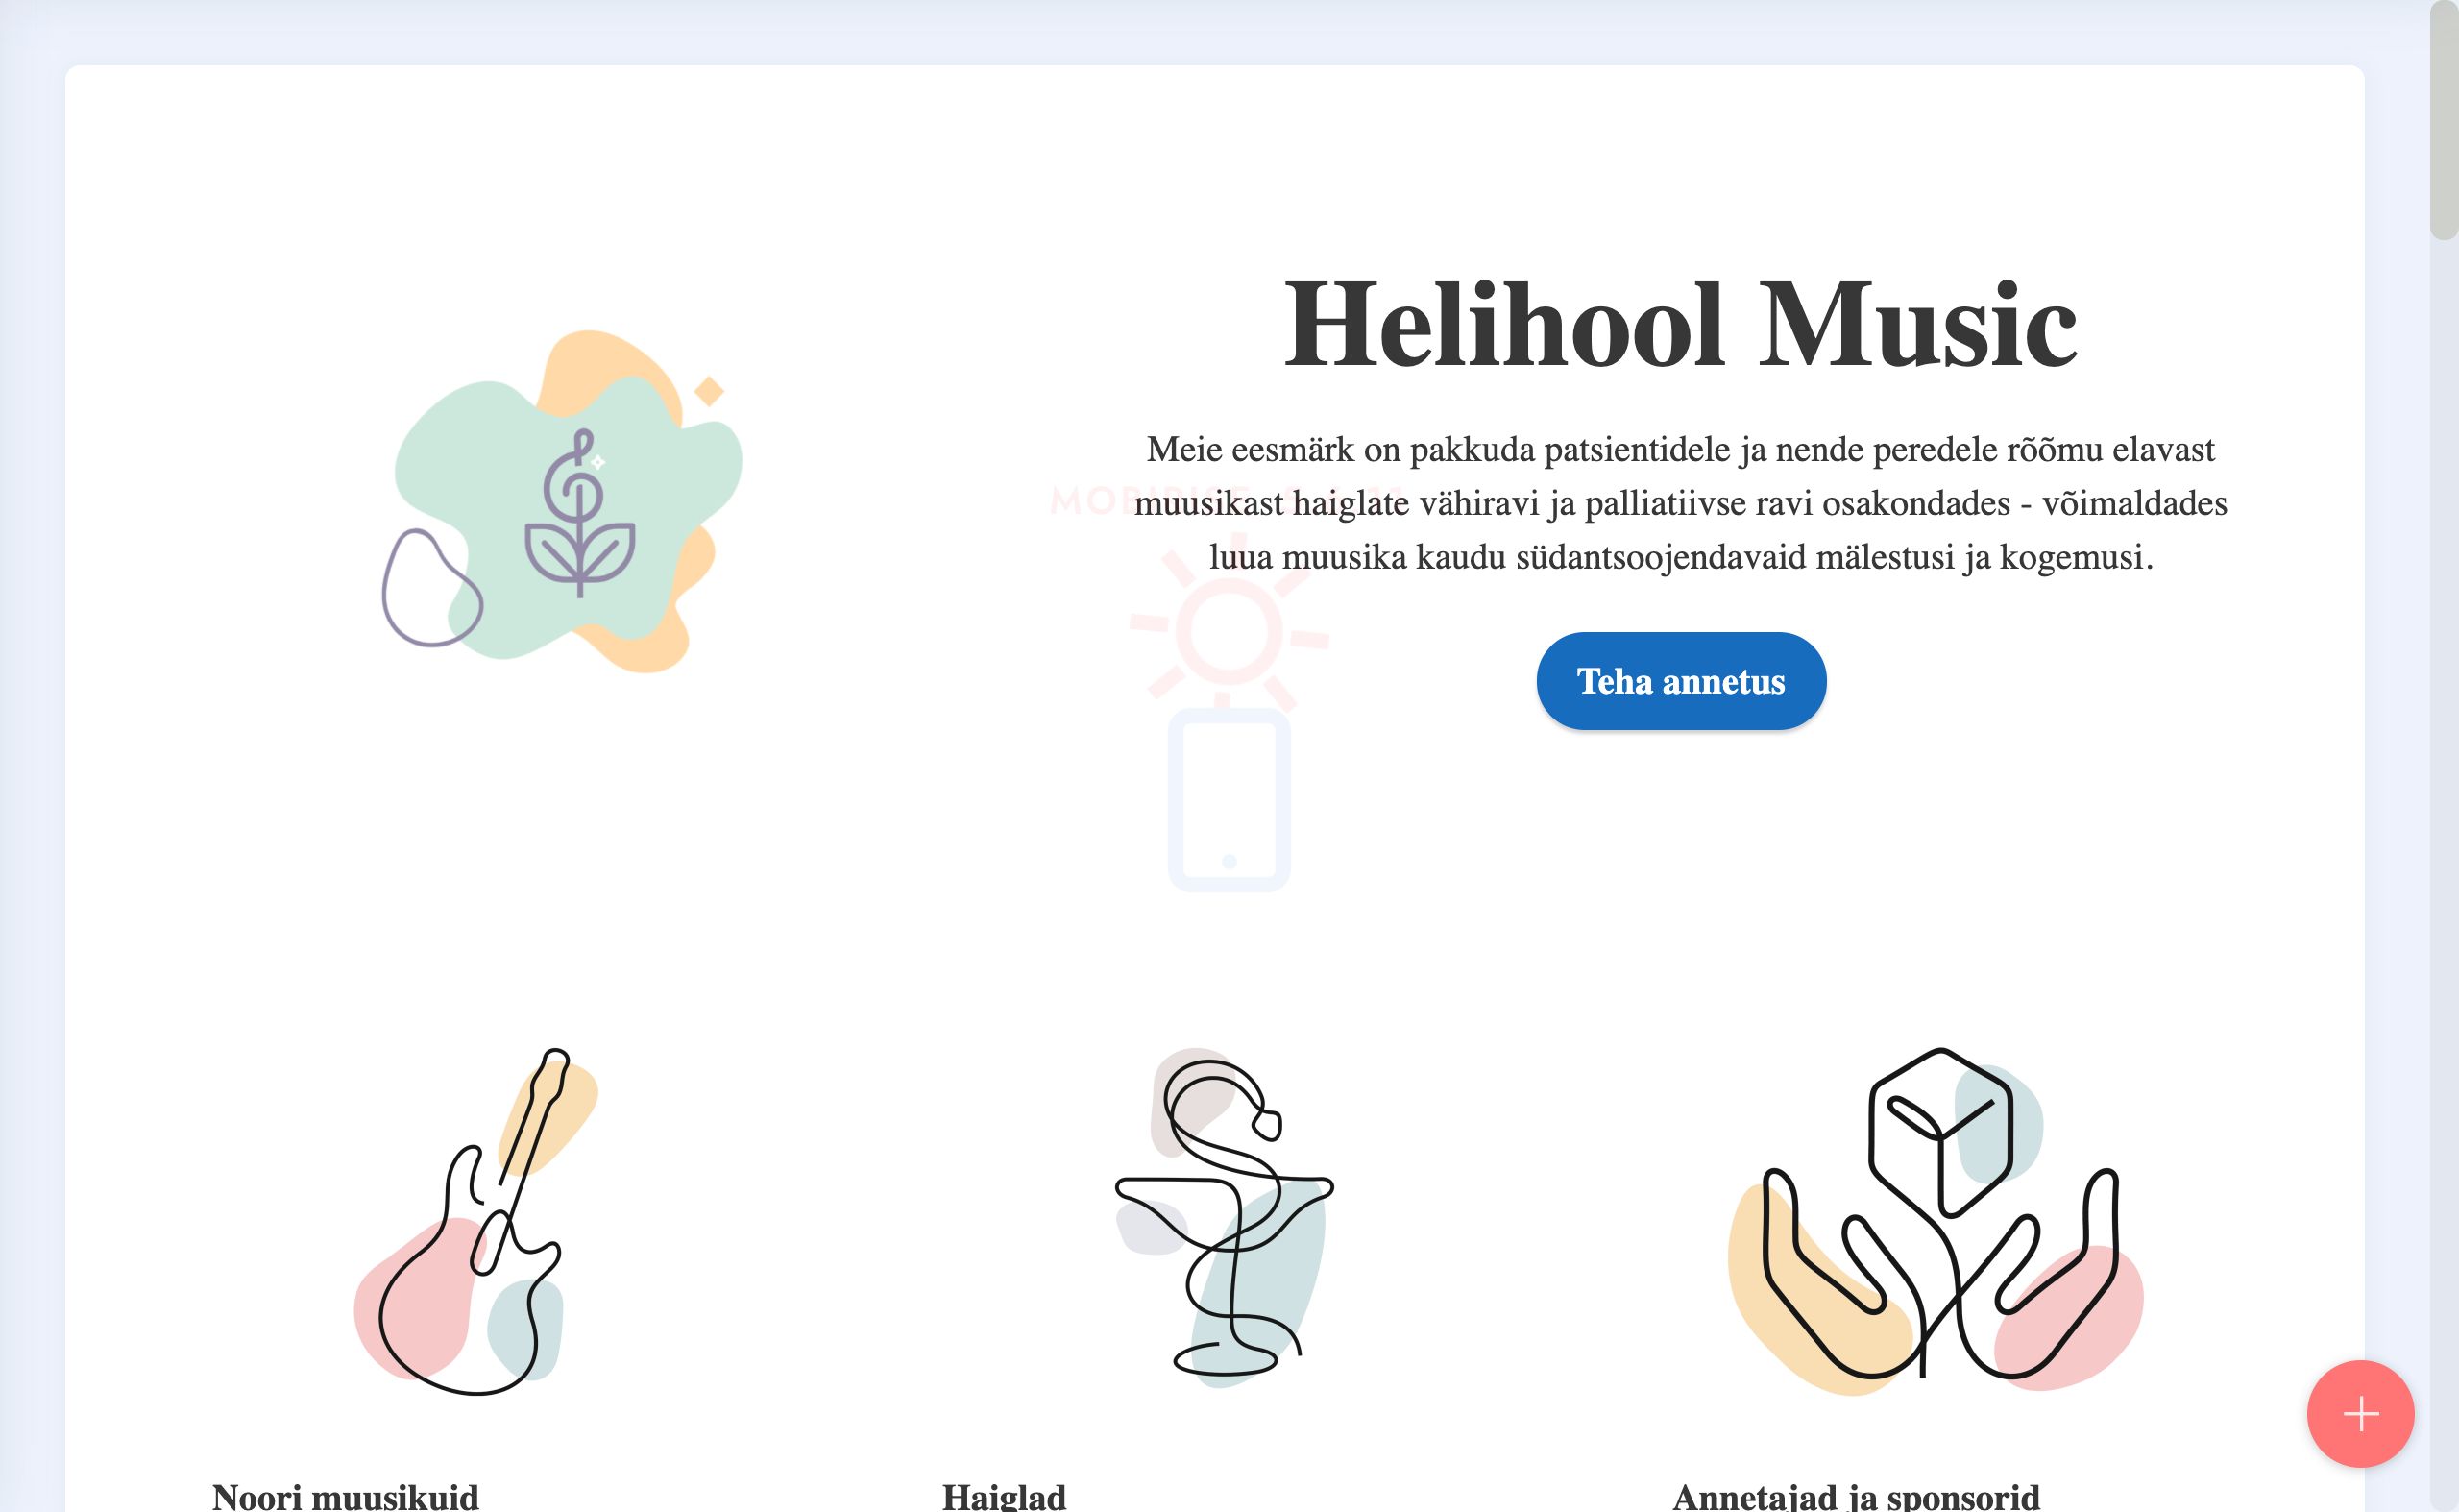 Helihool Music
Meie eesmärk on pakkuda patsientidele ja nende peredele rõõmu elavast
muusikast haiglate vähiravi ja palliatiivse ravi osakondades - võimaldades
luua muusika kaudu südantsoojendavaid mälestusi ja kogemusi.
Teha annetus
Noori muusikuid
Haiglad
Annetajad ja sponsorid